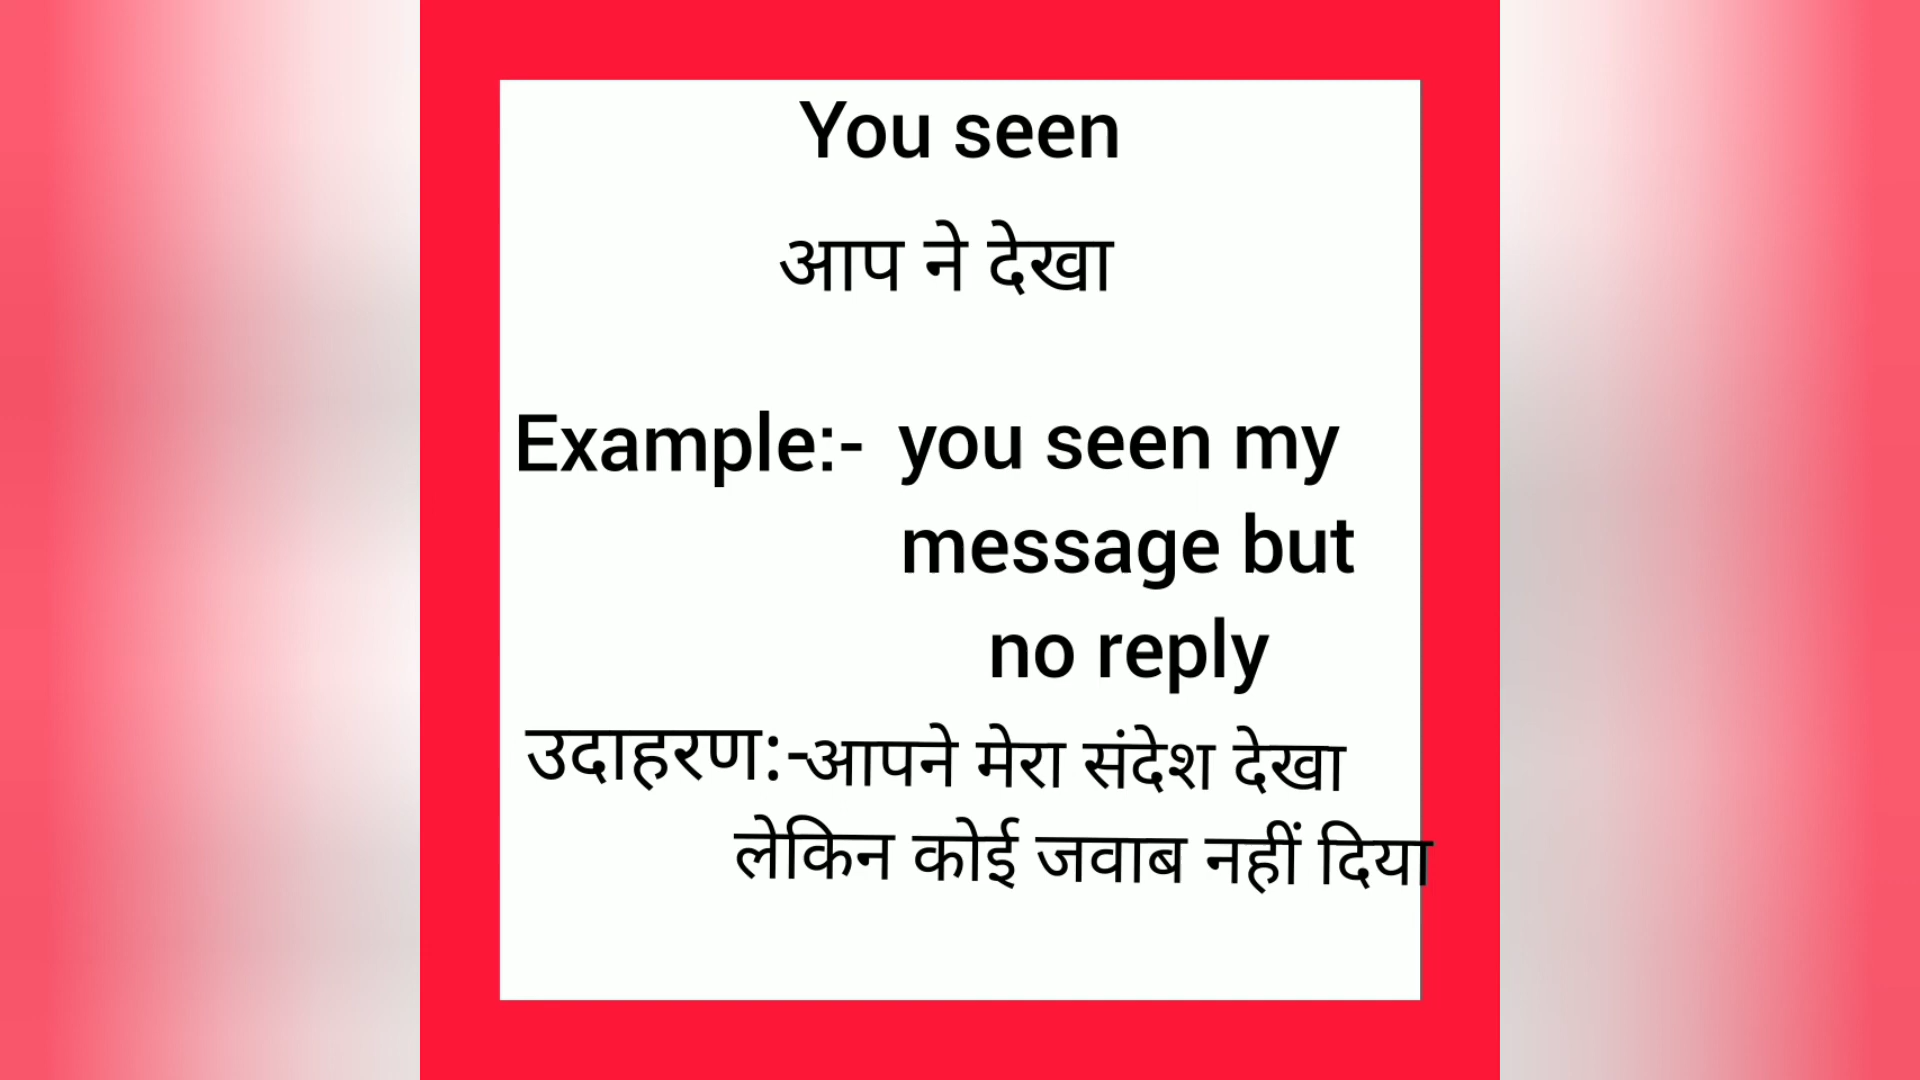 You seen
आप ने देखा
Example:- you seen my
message but
no reply
उदाहरण:-आपने मेरा संदेश देखा
लेकिन कोई जवाब नहीं दिया